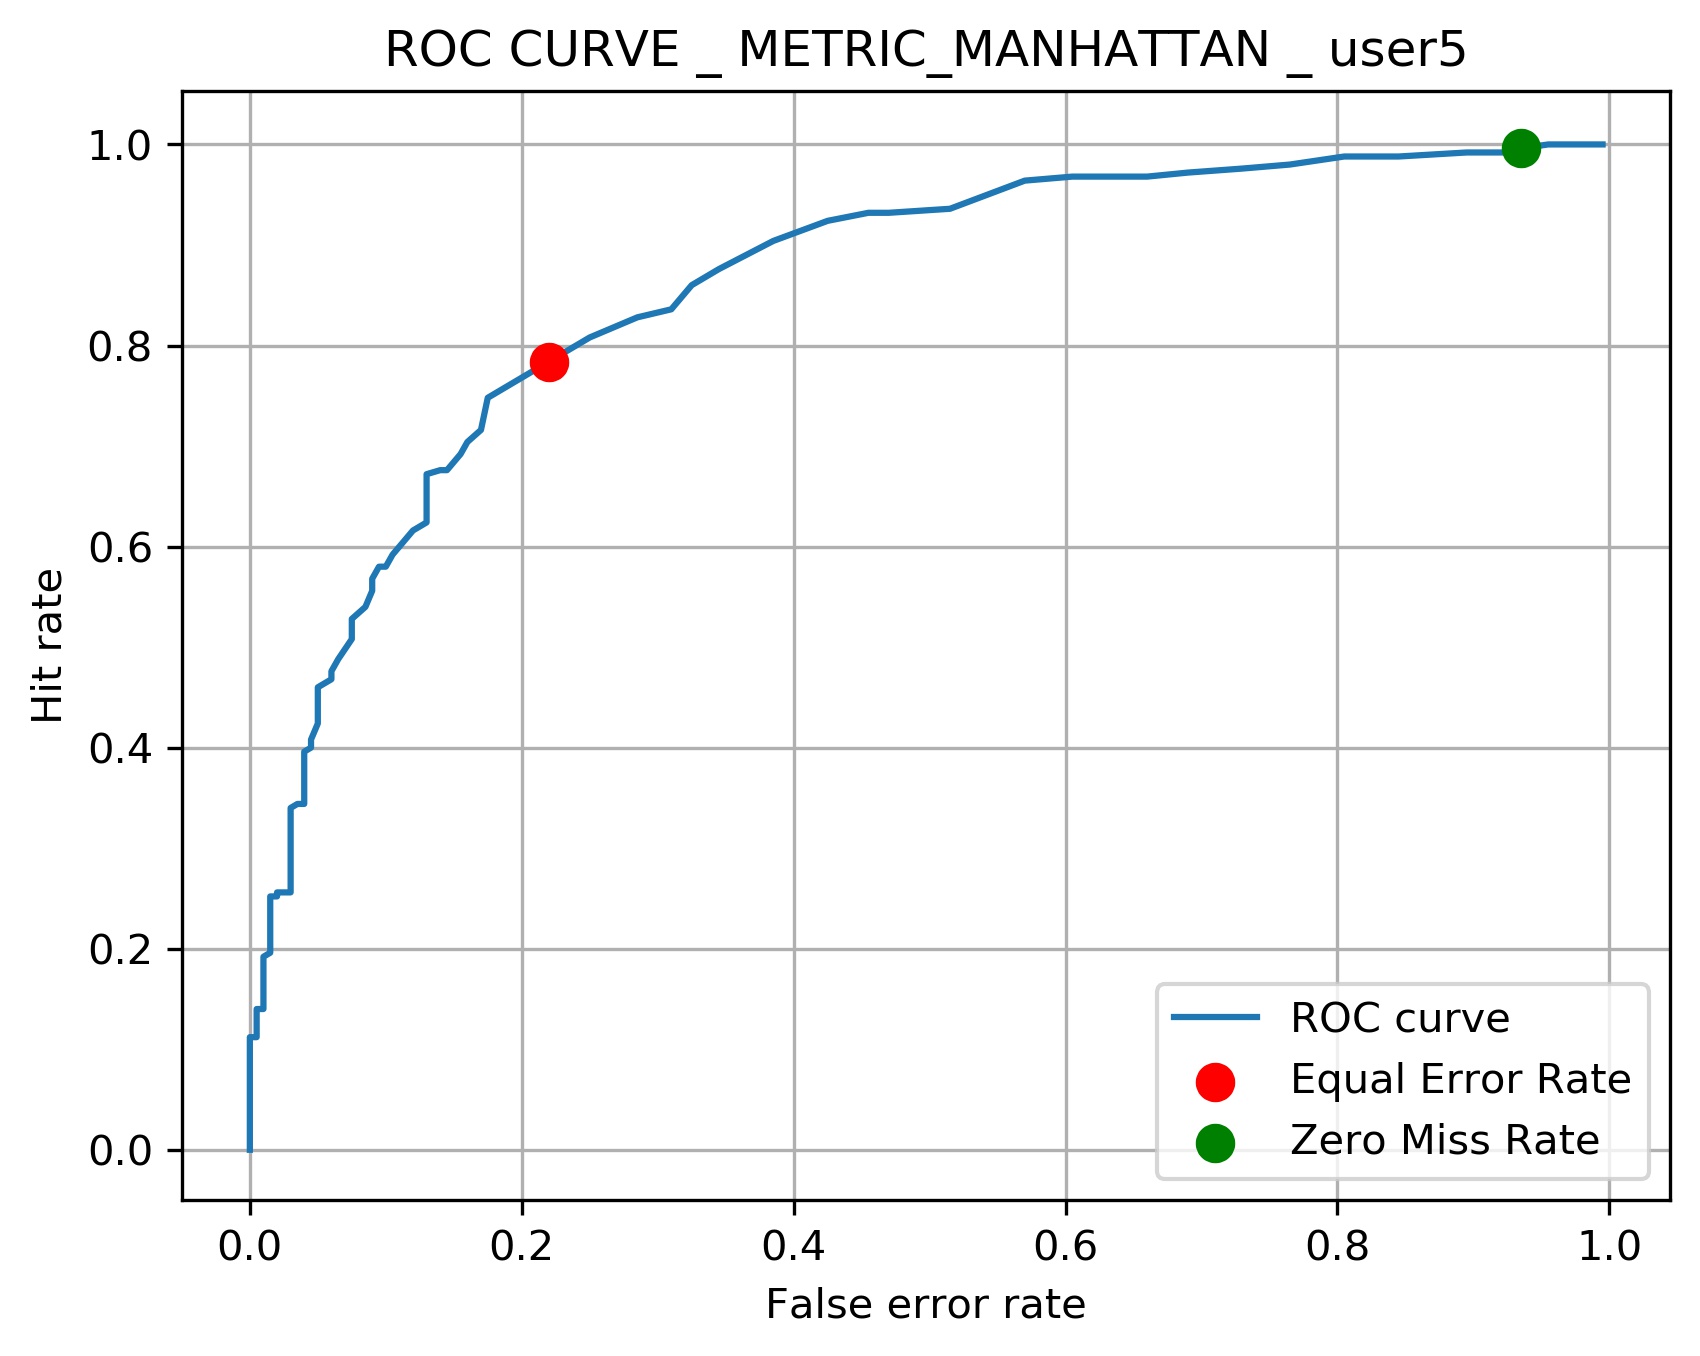 ROC CURVE _ METRIC_MANHATTAN _ user5
1.0
0.8
0.6
0.4
0.2
0.0
Hit rate
ROC curve
Equal Error Rate
Zero Miss Rate
0.0 0.2 0.4 0.6 0.8 1.0
False error rate